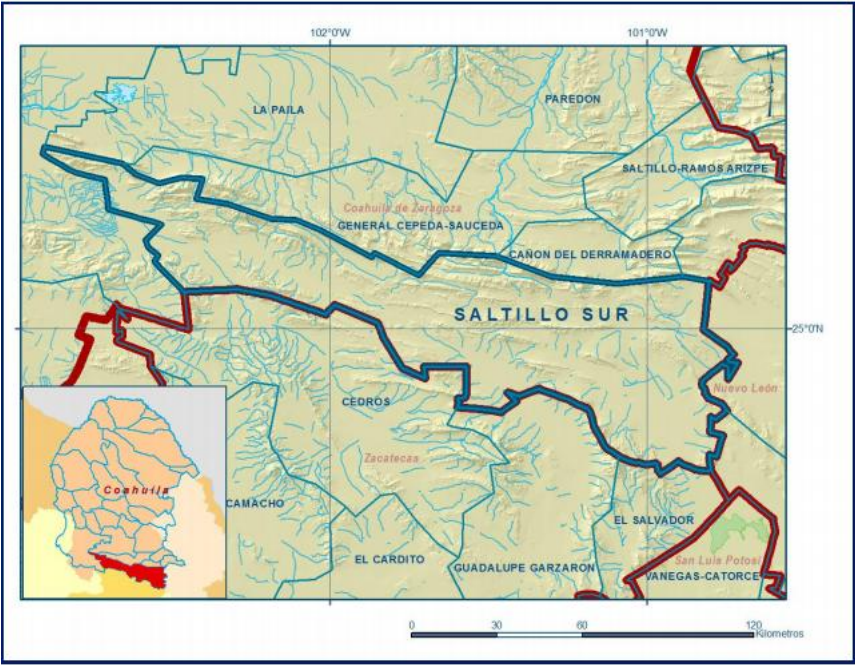 102°0'W
101°0'W
N
LA PAILA
PAREDON
SALTILLO-RAMOS ARIZPE
Coahuila de Zaragoza
GENERAL CEPEDA-SAUCEDA
CAÑON DEL DERRAMADERO
SALTILLO SUR
25°0'N
Nuevo León
CEDROS
Zacatecas
Coahuila
CAMACHO
EL SALVADOR
EL CARDITO
GUADALUPE GARZARON
San Luis Potosí
VANEGAS-CATORCE
0 30 60 120
Kilometros